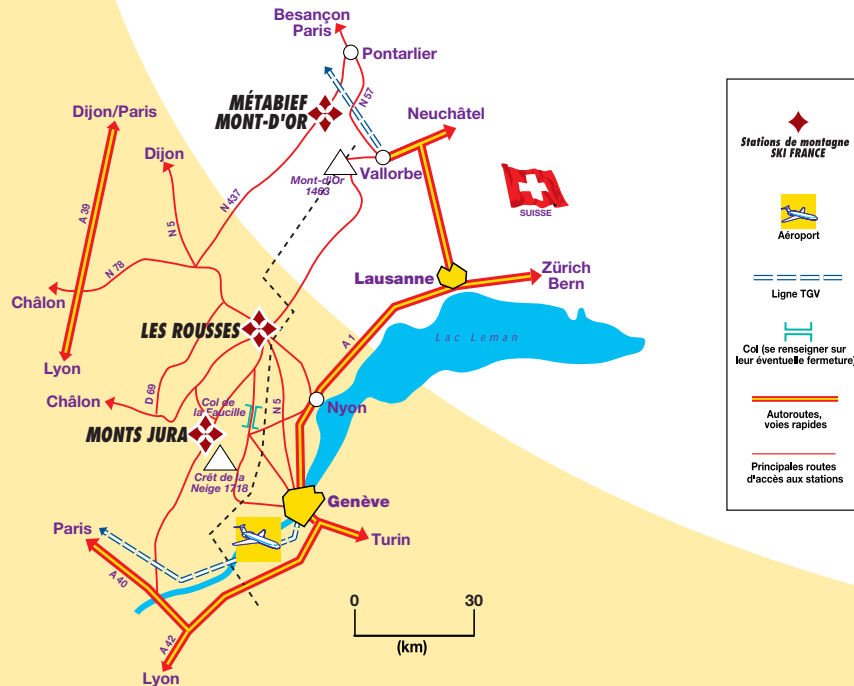 Besançon
Paris
Pontarlier
N 57
MÉTABIEF
MONT-D'OR
Neuchâtel
Dijon/Paris
Dijon
Vallorbe
Mont-d'Or
1463
SUISSE
A 39
N 5
N 437
N 78
Lausanne
Zürich
Bern
Châlon
LES ROUSSES
A 1
Lac Leman
Lyon
D 69
Châlon
Col de
la Faucille
N 5
Nyon
MONTS JURA
Crêt de la
Neige 1718
Genève
Paris
Turin
A 40
A 42
Lyon
0 30
(km)
Stations de montagne
SKI FRANCE
Aéroport
Ligne TGV
Col (se renseigner sur
leur éventuelle fermeture)
Autoroutes,
voies rapides
Principales routes
d'accès aux stations